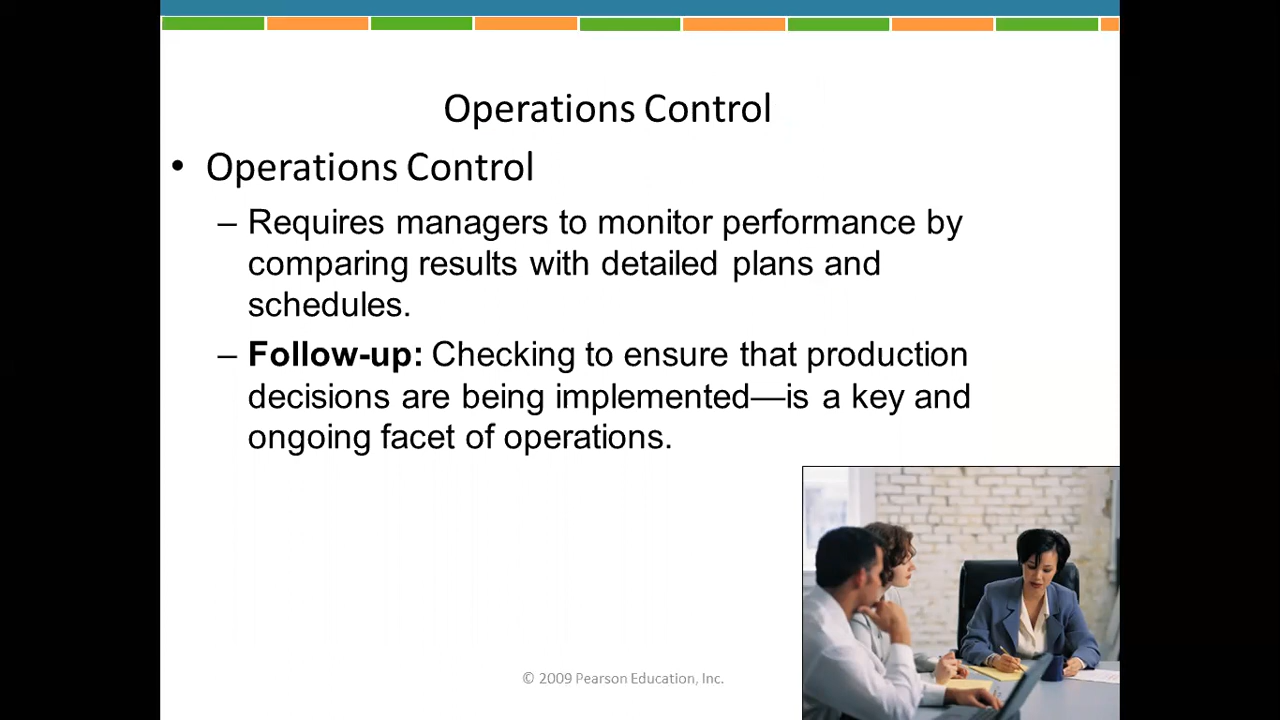 Operations Control
• Operations Control
– Requires managers to monitor performance by
comparing results with detailed plans and
schedules.
– Follow-up: Checking to ensure that production
decisions are being implemented—is a key and
ongoing facet of operations.
© 2009 Pearson Education, Inc.